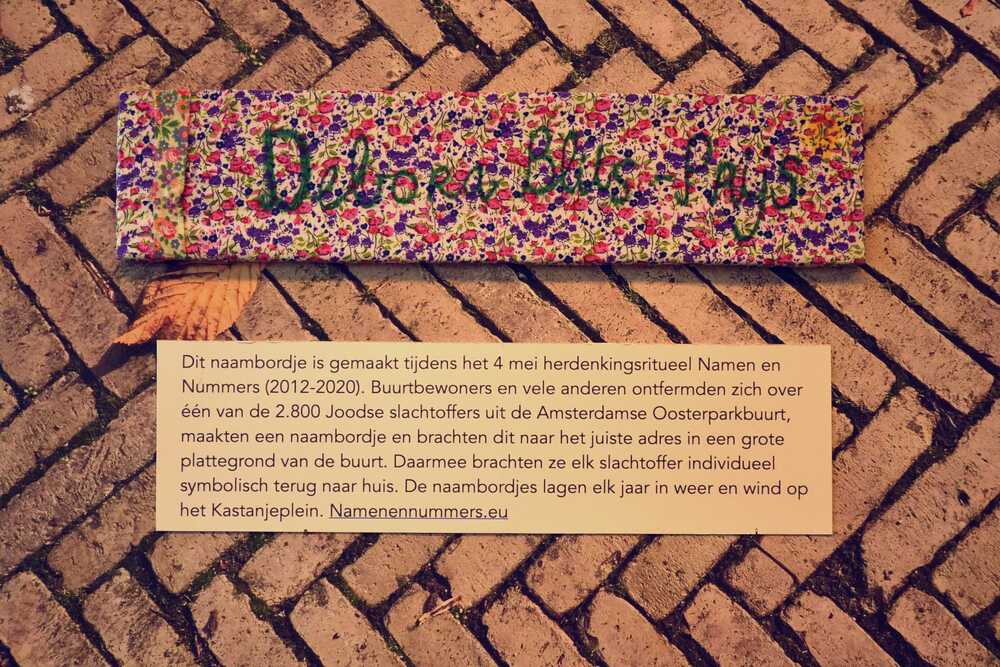 Debora Blits-Prijs
Dit naambordje is gemaakt tijdens het 4 mei herdenkingsritueel Namen en
Nummers (2012-2020). Buurtbewoners en vele anderen ontfermden zich over
één van de 2.800 Joodse slachtoffers uit de Amsterdamse Oosterparkbuurt,
maakten een naambordje en brachten dit naar het juiste adres in een grote
plattegrond van de buurt. Daarmee brachten ze elk slachtoffer individueel
symbolisch terug naar huis. De naambordjes lagen elk jaar in weer en wind op
het Kastanjeplein. Namenennummers.eu